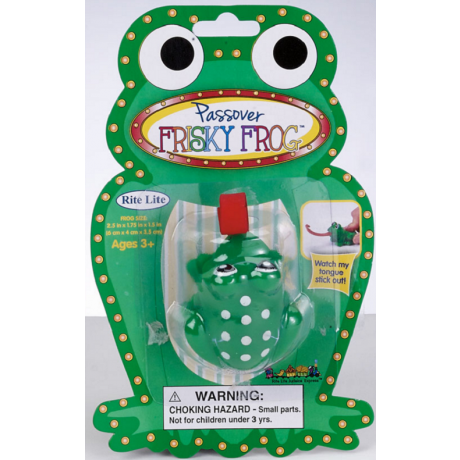 Passover
FRISKY FROG™
Rite Lite
FROG SIZE
2.5 in x 1.75 in x 1.5 in
(6 cm x 4 cm x 3.5 cm)
Ages 3+
Watch my
tongue
stick out!
WARNING:
CHOKING HAZARD - Small parts.
Not for children under 3 yrs.